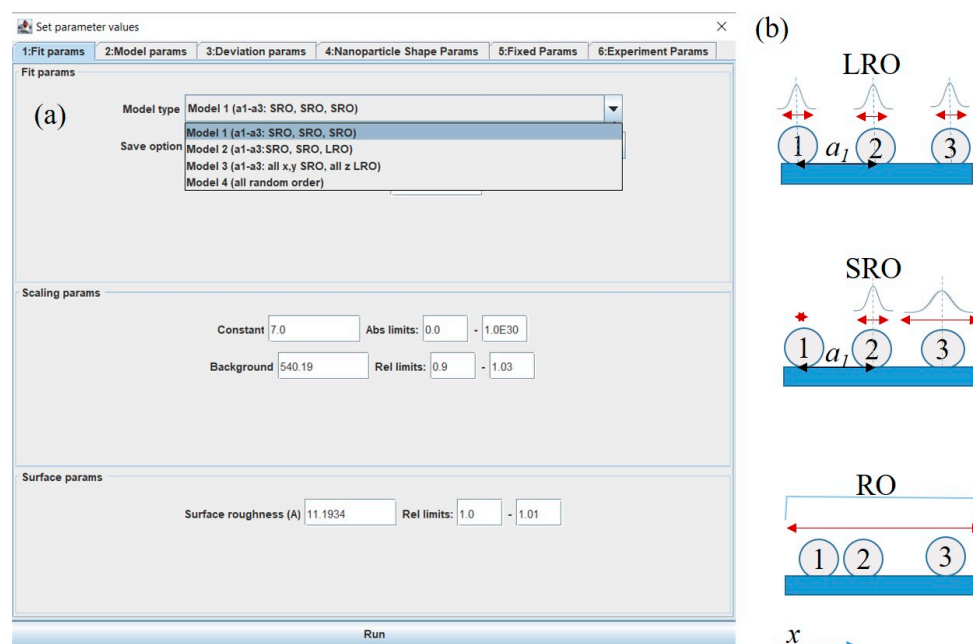 Set parameter values
1:Fit params 2:Model params 3:Deviation params 4:Nanoparticle Shape Params 5:Fixed Params 6:Experiment Params
Fit params
(a)
Model type Model 1 (a1-a3: SRO, SRO, SRO)
Model 1 (a1-a3: SRO, SRO, SRO)
Save option
Model 2 (a1-a3:SRO, SRO, LRO)
Model 3 (a1-a3: all x,y SRO, all z LRO)
Model 4 (all random order)
Scaling params
Constant 7.0 Abs limits: 0.0 - 1.0E30
Background 540.19 Rel limits: 0.9 - 1.03
Surface params
Surface roughness (A) 11.1934 Rel limits: 1.0 - 1.01
Run
(b)
LRO
1 a1 2 3
SRO
1 a1 2 3
RO
1 2 3
x